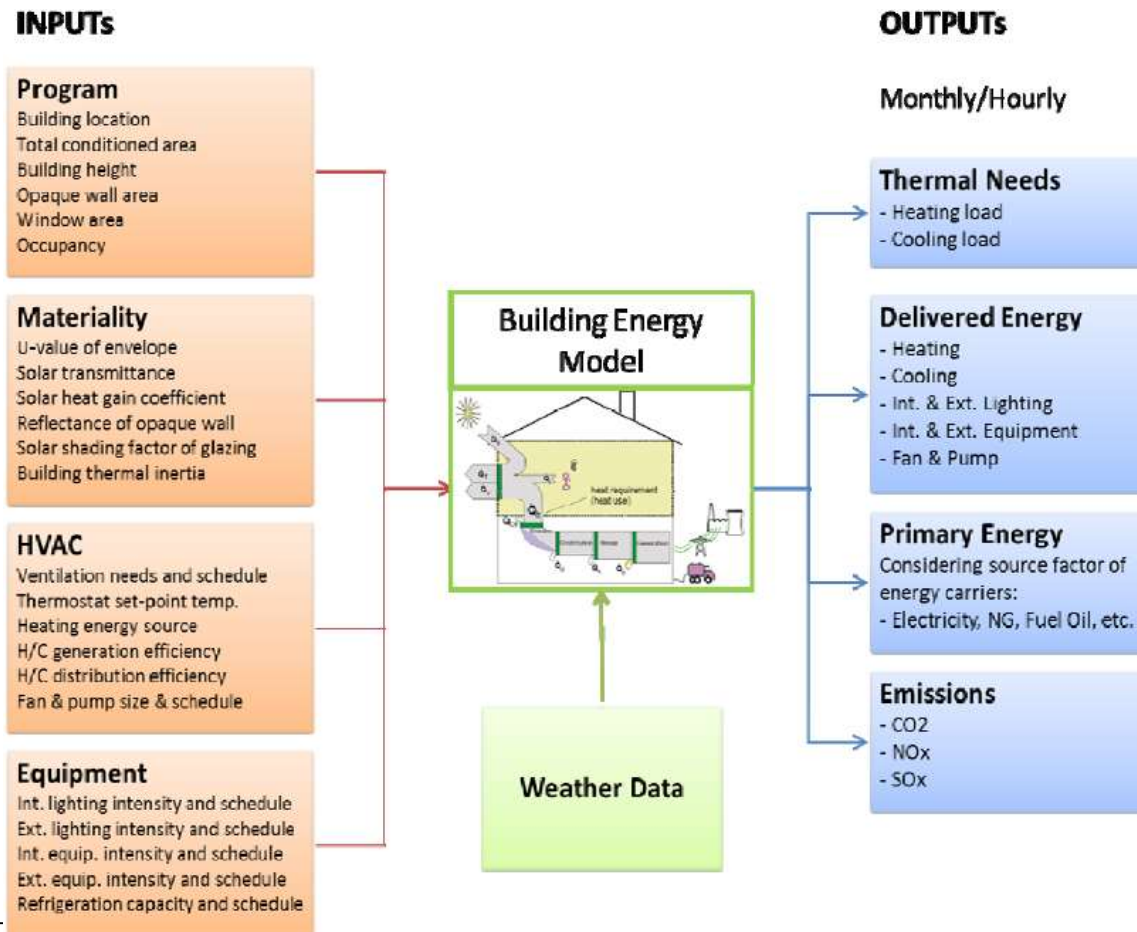 INPUTs
Program
Building location
Total conditioned area
Building height
Opaque wall area
Window area
Occupancy
Materiality
U-value of envelope
Solar transmittance
Solar heat gain coefficient
Reflectance of opaque wall
Solar shading factor of glazing
Building thermal inertia
HVAC
Ventilation needs and schedule
Thermostat set-point temp.
Heating energy source
H/C generation efficiency
H/C distribution efficiency
Fan & pump size & schedule
Equipment
Int. lighting intensity and schedule
Ext. lighting intensity and schedule
Int. equip. intensity and schedule
Ext. equip. intensity and schedule
Refrigeration capacity and schedule
Building Energy
Model
heat requirement
(heat use)
Weather Data
OUTPUTs
Monthly/Hourly
Thermal Needs
- Heating load
- Cooling load
Delivered Energy
- Heating
- Cooling
- Int. & Ext. Lighting
- Int. & Ext. Equipment
- Fan & Pump
Primary Energy
Considering source factor of
energy carriers:
- Electricity, NG, Fuel Oil, etc.
Emissions
- CO2
- NOx
- SOx